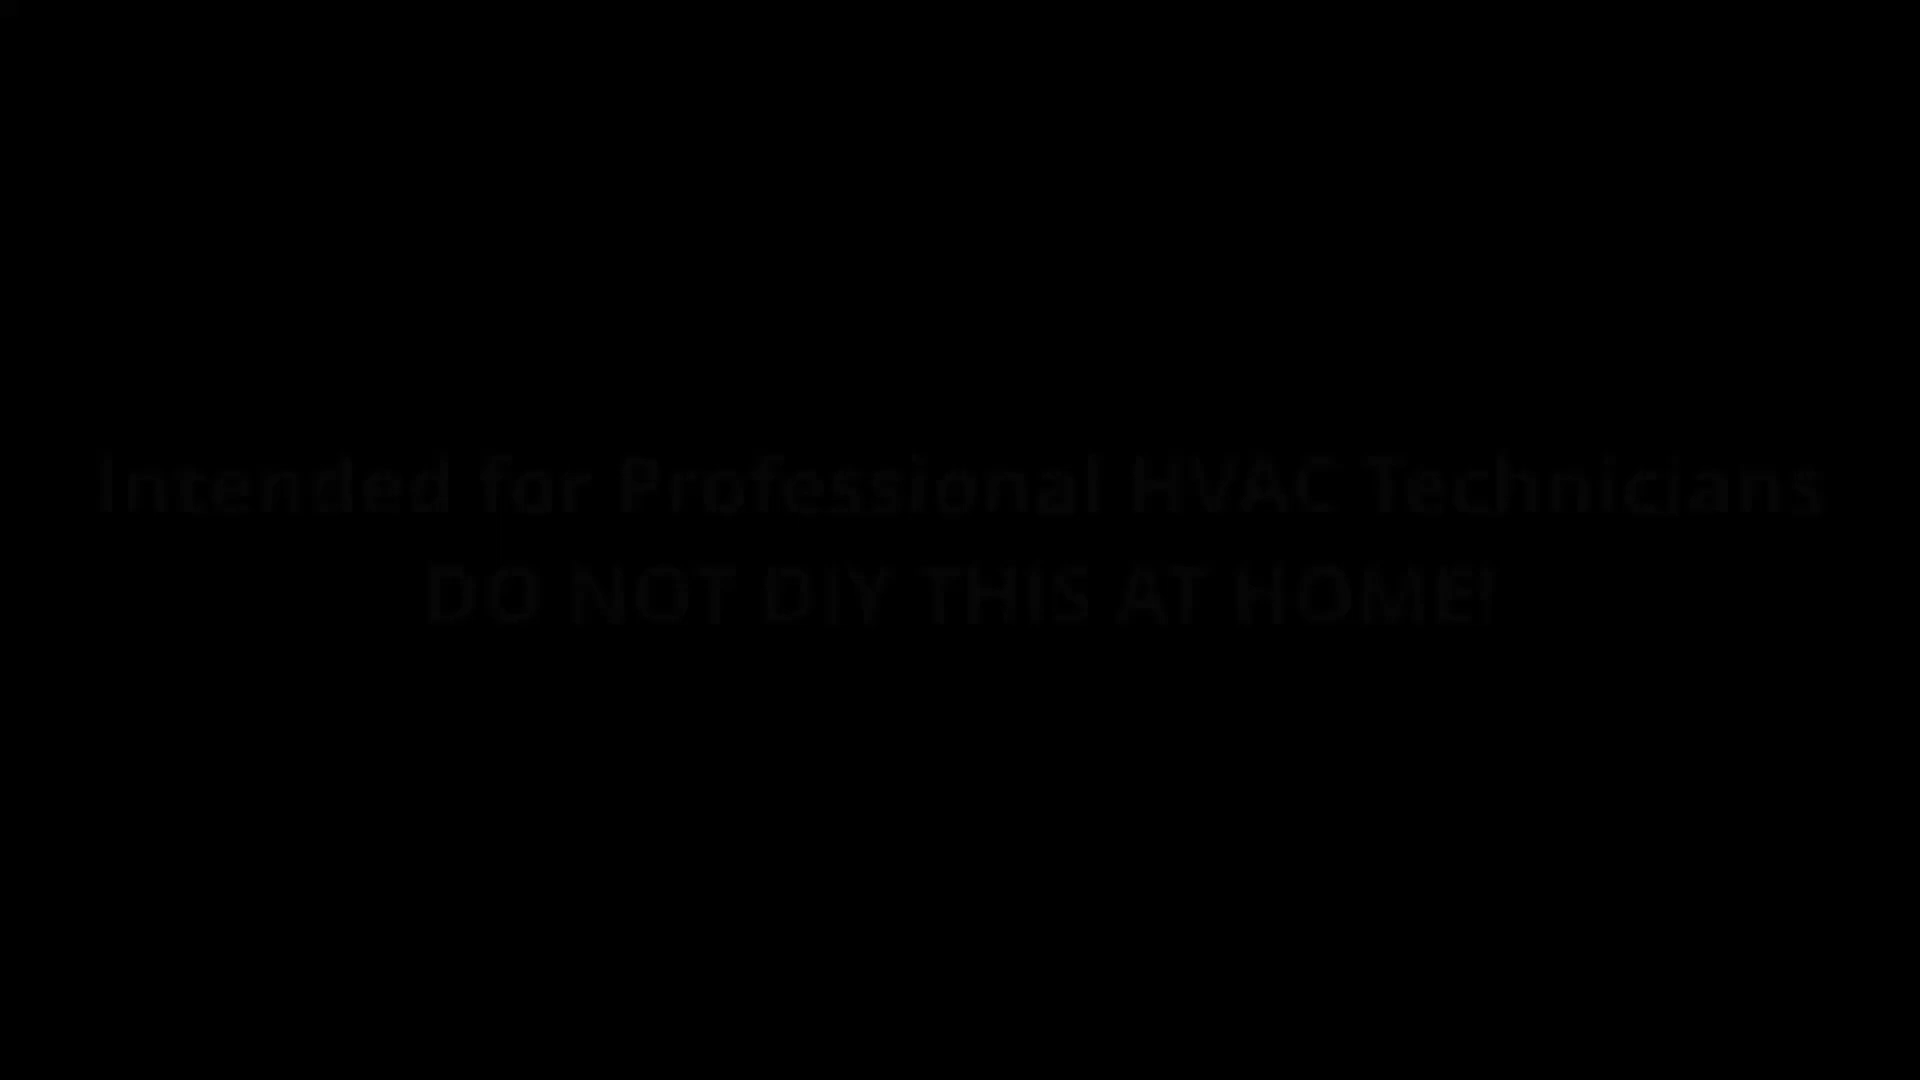 Intended for Professional HVAC Technicians
DO NOT DIY THIS AT HOME!